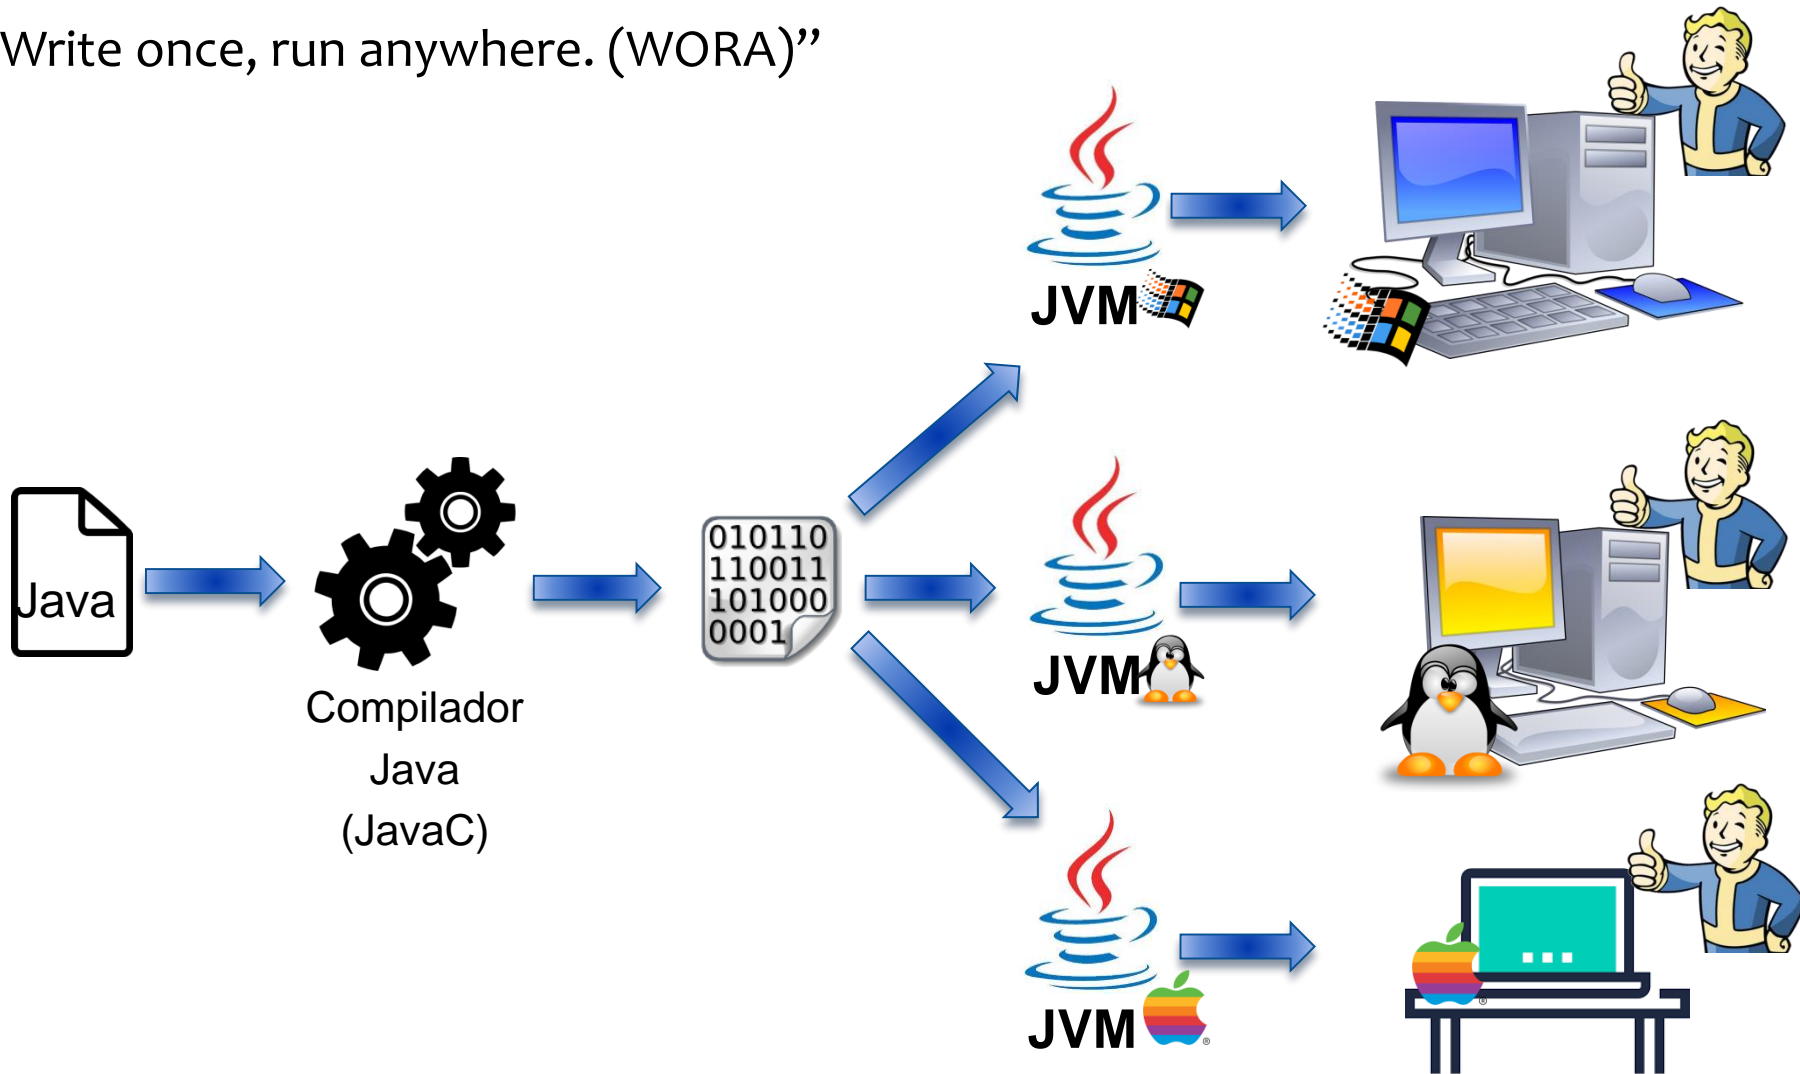 Write once, run anywhere. (WORA)”
JVM
Java
010110
110011
101000
0001
JVM
Compilador
Java
(JavaC)
JVM
®
®